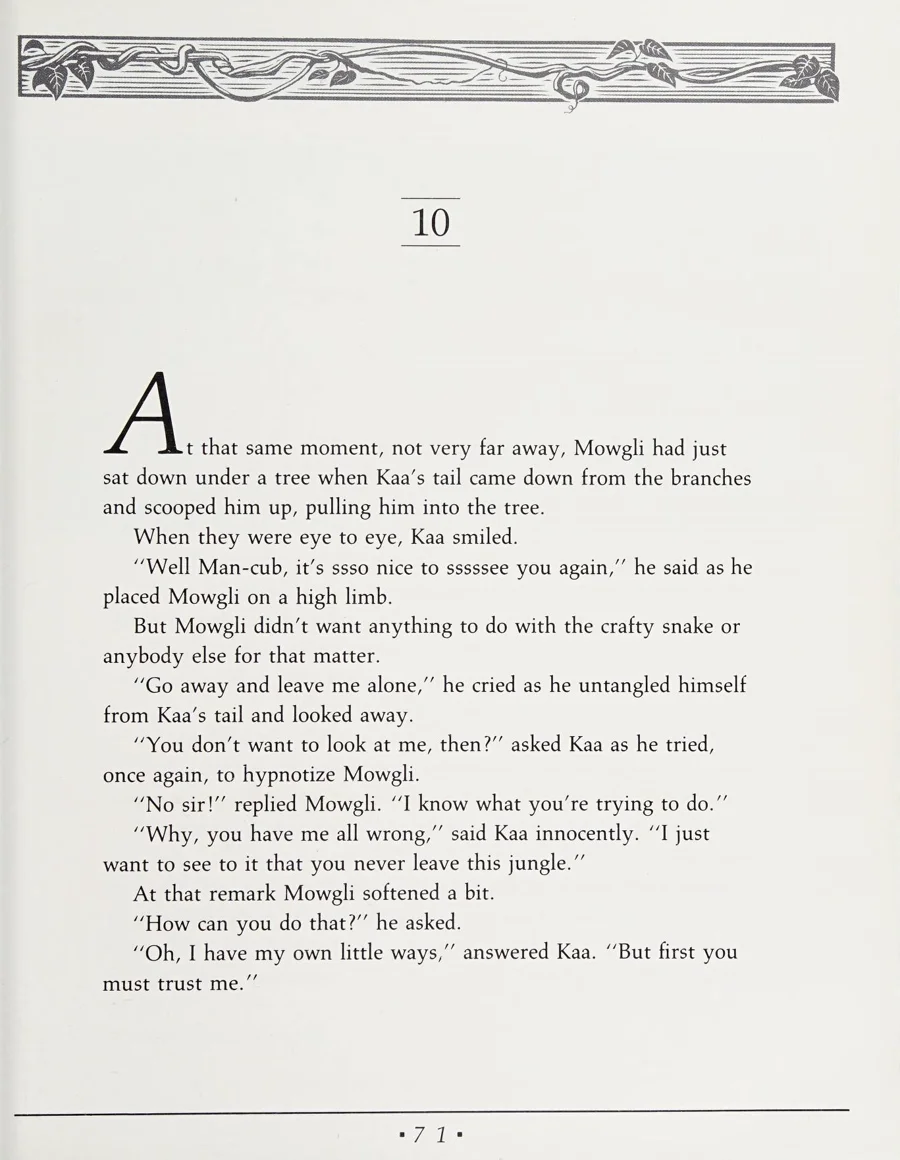 10
At that same moment, not very far away, Mowgli had just
sat down under a tree when Kaa's tail came down from the branches
and scooped him up, pulling him into the tree.
When they were eye to eye, Kaa smiled.
"Well Man-cub, it's ssso nice to sssssee you again," he said as he
placed Mowgli on a high limb.
But Mowgli didn't want anything to do with the crafty snake or
anybody else for that matter.
"Go away and leave me alone," he cried as he untangled himself
from Kaa's tail and looked away.
"You don't want to look at me, then?" asked Kaa as he tried,
once again, to hypnotize Mowgli.
"No sir!" replied Mowgli. "I know what you're trying to do."
"Why, you have me all wrong," said Kaa innocently. "I just
want to see to it that you never leave this jungle."
At that remark Mowgli softened a bit.
"How can you do that?" he asked.
"Oh, I have my own little ways," answered Kaa. "But first you
must trust me."
▪ 7 1 ▪